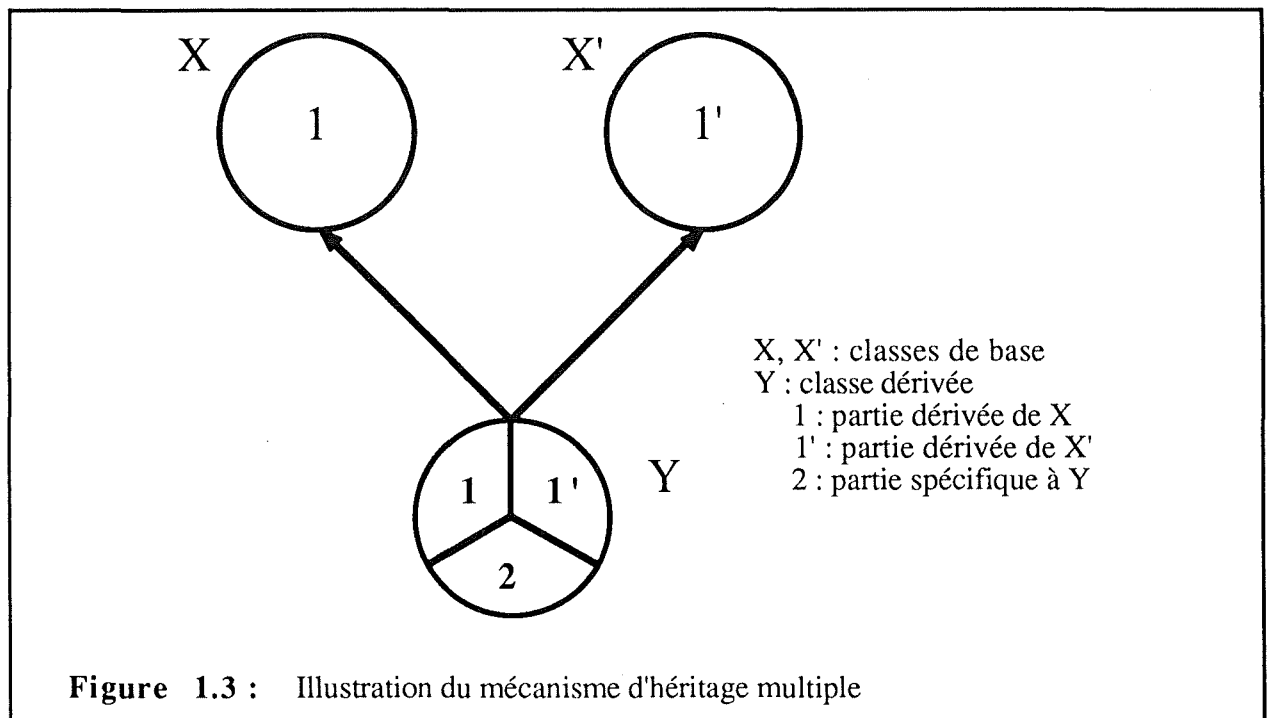 X
X'
1
1'
X, X' : classes de base
Y : classe dérivée
1 : partie dérivée de X
1' : partie dérivée de X'
2 : partie spécifique à Y
1
1'
Y
2
Figure 1.3 : Illustration du mécanisme d'héritage multiple